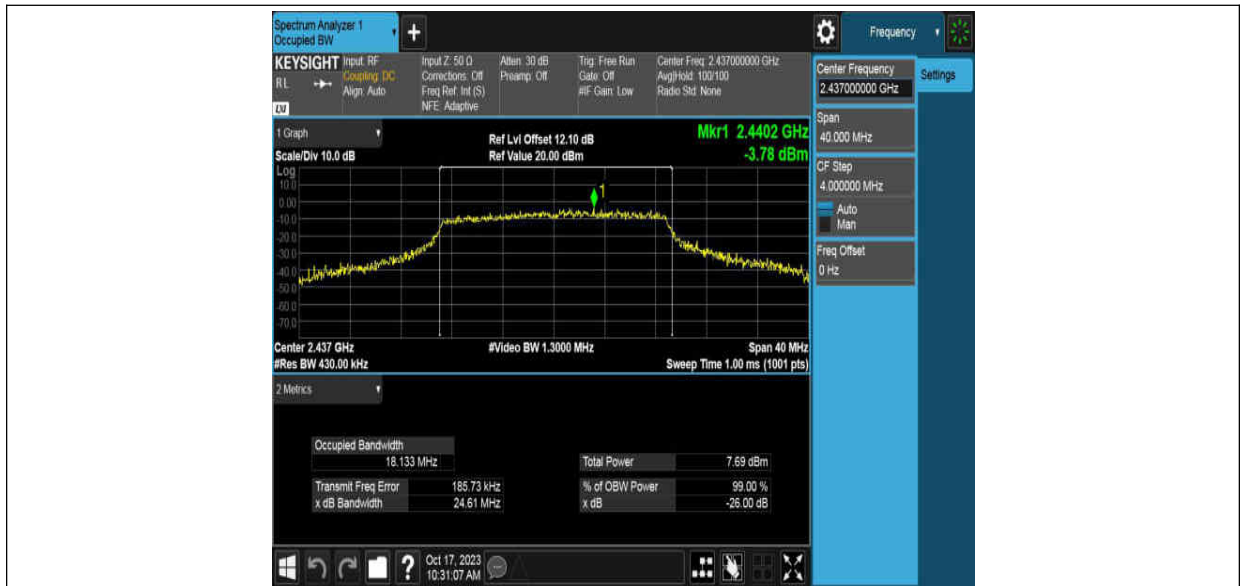 Spectrum Analyzer 1
Occupied BW
+
Frequency
KEYSIGHT
RL
LXI
Input: RF
Coupling: DC
Align: Auto
Input Z: 50 Ω
Corrections: Off
Freq Ref: Int (S)
NFE: Adaptive
Atten: 30 dB
Preamp: Off
Trig: Free Run
Gate: Off
#IF Gain: Low
Center Freq: 2.437000000 GHz
Avg|Hold: 100/100
Radio Std: None
Center Frequency
2.437000000 GHz
Settings
Span
40.000 MHz
CF Step
4.000000 MHz
Auto
Man
Freq Offset
0 Hz
1 Graph
Scale/Div 10.0 dB
Ref Lvl Offset 12.10 dB
Ref Value 20.00 dBm
Mkr1 2.4402 GHz
-3.78 dBm
Log
10.0
0.00
-10.0
-20.0
-30.0
-40.0
-50.0
-60.0
-70.0
1
Center 2.437 GHz
#Video BW 1.3000 MHz
Span 40 MHz
#Res BW 430.00 kHz
Sweep Time 1.00 ms (1001 pts)
2 Metrics
Occupied Bandwidth
18.133 MHz
Total Power 7.69 dBm
Transmit Freq Error 185.73 kHz
% of OBW Power 99.00 %
x dB Bandwidth 24.61 MHz
x dB -26.00 dB
?
Oct 17, 2023
10:31:07 AM